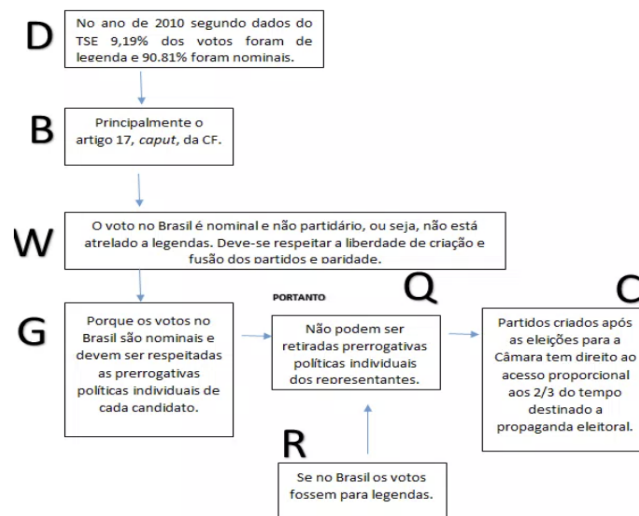 D
No ano de 2010 segundo dados do
TSE 9,19% dos votos foram de
legenda e 90.81% foram nominais.
B
Principalmente o
artigo 17, caput, da CF.
W
O voto no Brasil é nominal e não partidário, ou seja, não está
atrelado a legendas. Deve-se respeitar a liberdade de criação e
fusão dos partidos e paridade.
G
Porque os votos no
Brasil são nominais e
devem ser respeitadas
as prerrogativas
políticas individuais de
cada candidato.
PORTANTO
Q
Não podem ser
retiradas prerrogativas
políticas individuais
dos representantes.
C
Partidos criados após
as eleições para a
Câmara tem direito ao
acesso proporcional
aos 2/3 do tempo
destinado a
propaganda eleitoral.
R
Se no Brasil os votos
fossem para legendas.